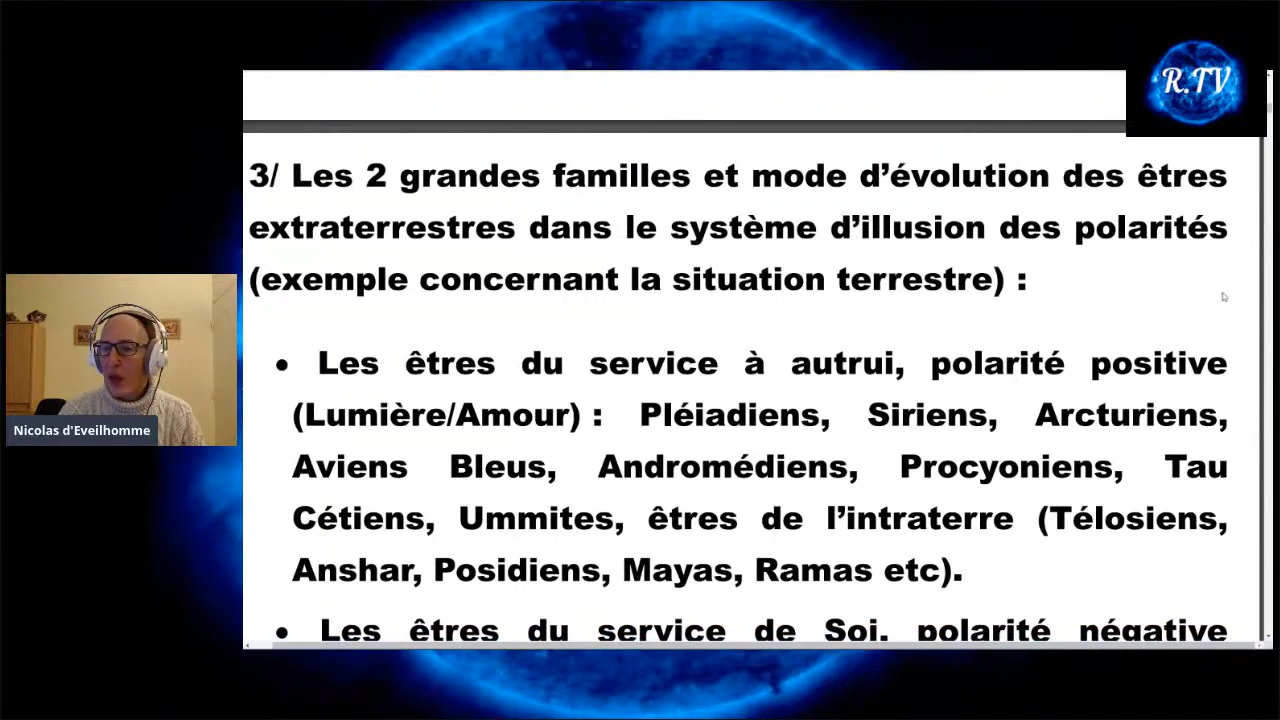 R.TV
3/ Les 2 grandes familles et mode d’évolution des êtres
extraterrestres dans le système d’illusion des polarités
(exemple concernant la situation terrestre) :
• Les êtres du service à autrui, polarité positive
(Lumière/Amour) : Pléiadiens, Siriens, Arcturiens,
Aviens Bleus, Andromédiens, Procyoniens, Tau
Cétiens, Ummites, êtres de l’intraterre (Télosiens,
Anshar, Posidiens, Mayas, Ramas etc).
• Les êtres du service de Soi, polarité négative
Nicolas d'Eveilhomme